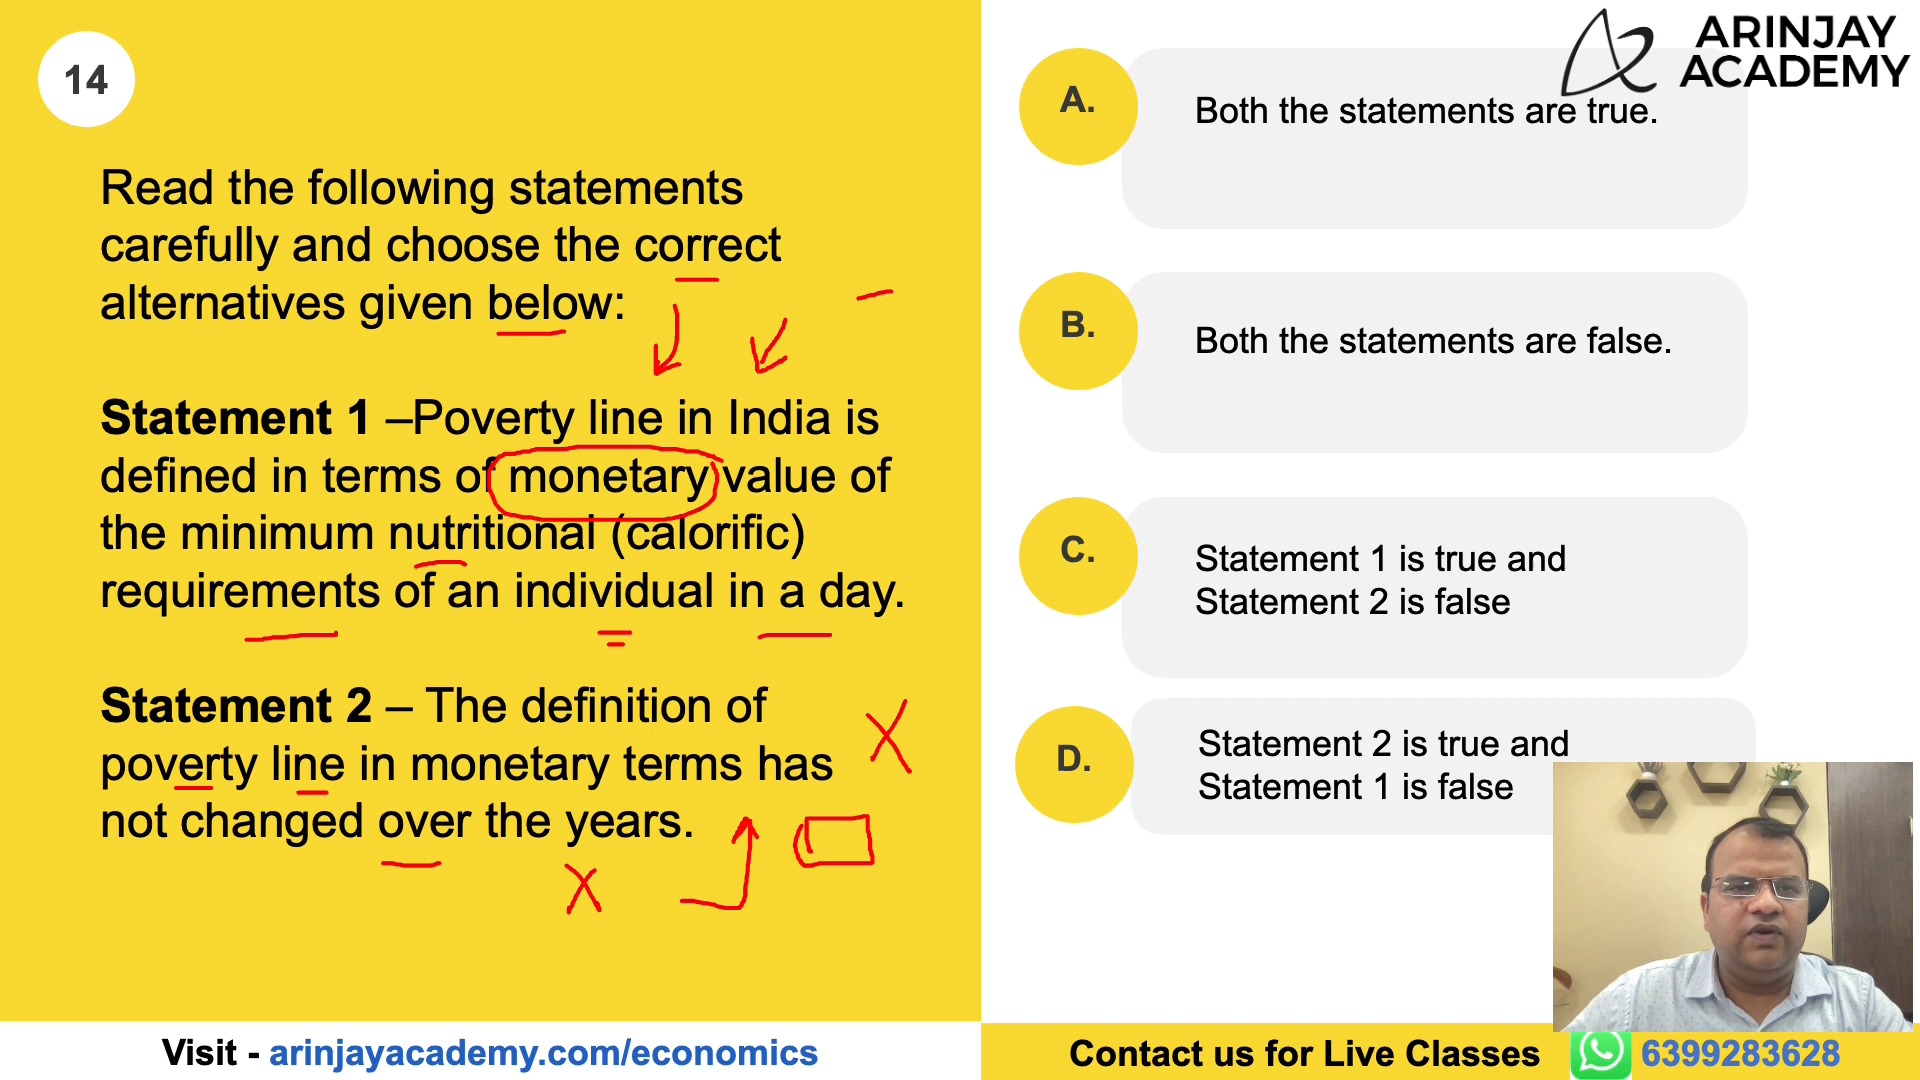 14
Read the following statements
carefully and choose the correct
alternatives given below:
Statement 1 –Poverty line in India is
defined in terms of monetary value of
the minimum nutritional (calorific)
requirements of an individual in a day.
Statement 2 – The definition of
poverty line in monetary terms has
not changed over the years.
ARINJAY
ACADEMY
A.
Both the statements are true.
B.
Both the statements are false.
C.
Statement 1 is true and
Statement 2 is false
D.
Statement 2 is true and
Statement 1 is false
Visit - arinjayacademy.com/economics
Contact us for Live Classes 6399283628